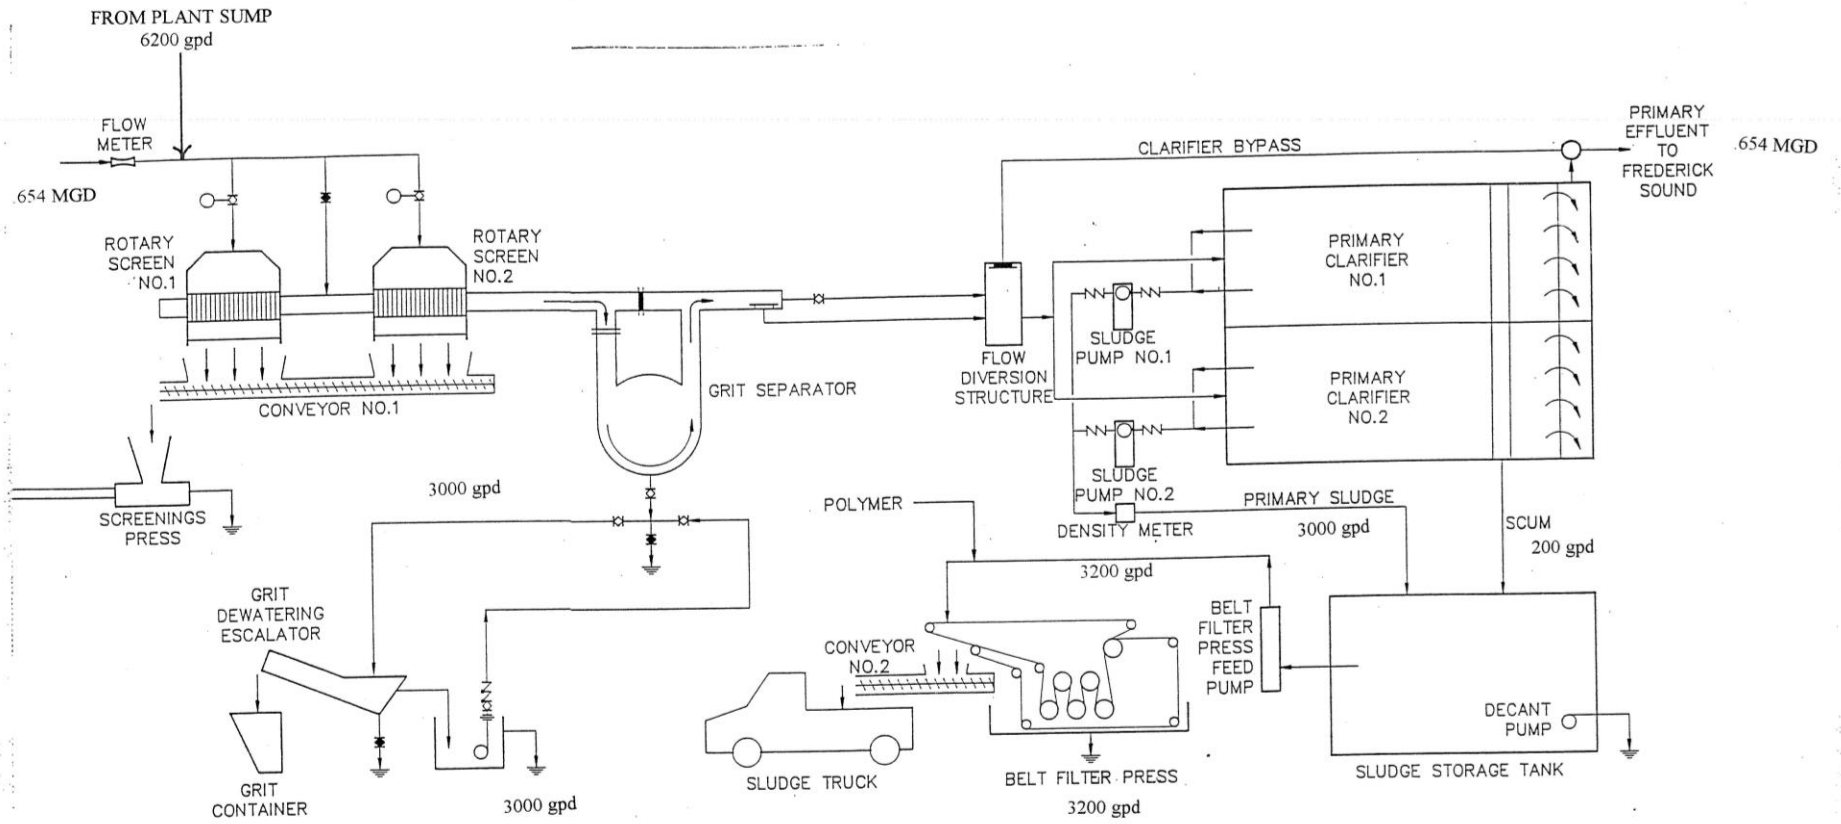 FROM PLANT SUMP
6200 gpd
FLOW
METER
.654 MGD
ROTARY
SCREEN
NO.1
ROTARY
SCREEN
NO.2
CONVEYOR NO.1
SCREENINGS
PRESS
GRIT SEPARATOR
3000 gpd
GRIT
DEWATERING
ESCALATOR
GRIT
CONTAINER
3000 gpd
CLARIFIER BYPASS
PRIMARY
EFFLUENT
TO
FREDERICK
SOUND
.654 MGD
FLOW
DIVERSION
STRUCTURE
PRIMARY
CLARIFIER
NO.1
PRIMARY
CLARIFIER
NO.2
SLUDGE
PUMP NO.1
SLUDGE
PUMP NO.2
DENSITY METER
PRIMARY SLUDGE
3000 gpd
SCUM
200 gpd
POLYMER
3200 gpd
BELT
FILTER
PRESS
FEED
PUMP
CONVEYOR
NO.2
SLUDGE TRUCK
BELT FILTER PRESS
3200 gpd
DECANT
PUMP
SLUDGE STORAGE TANK